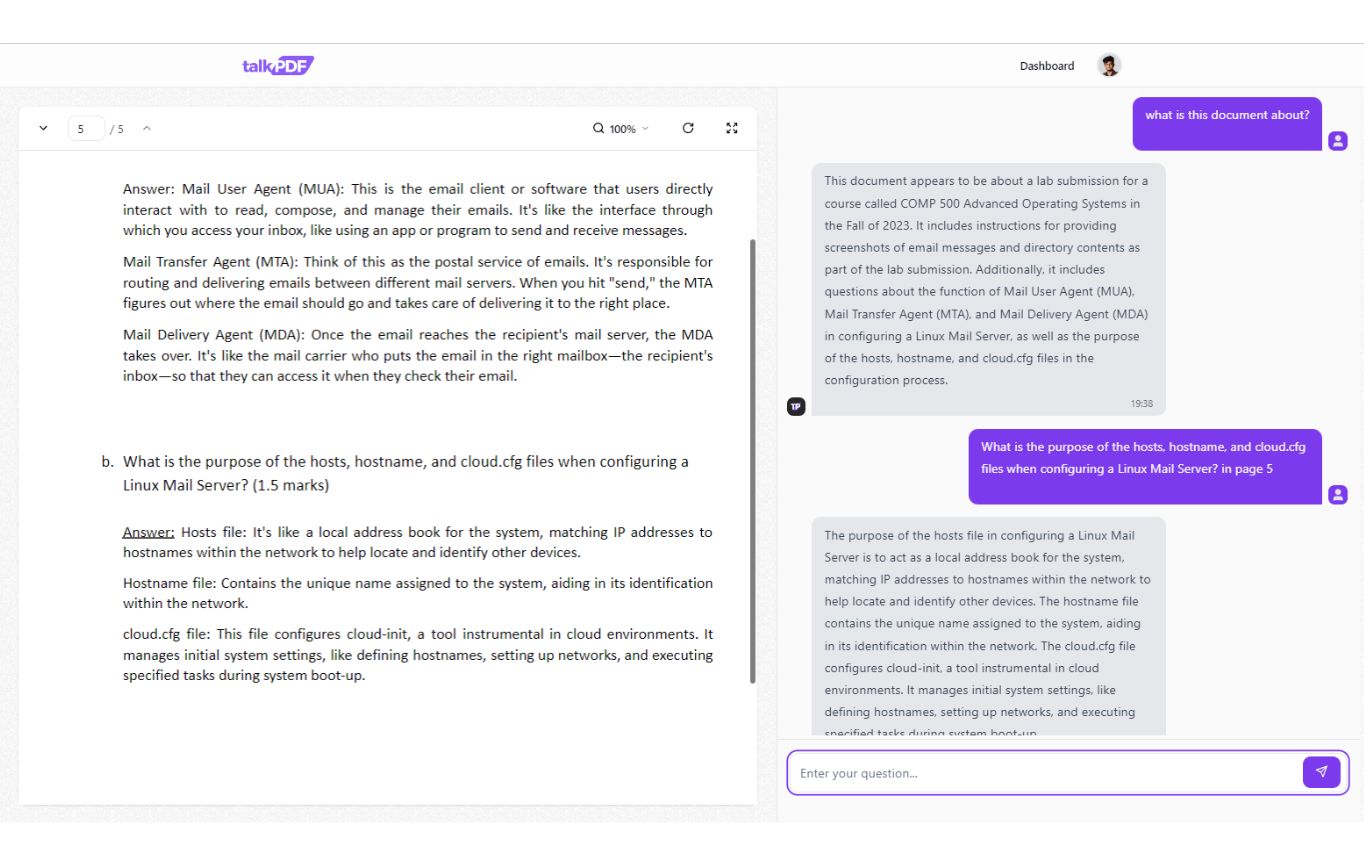 talkPDF
Dashboard
5 / 5
100%
Answer: Mail User Agent (MUA): This is the email client or software that users directly
interact with to read, compose, and manage their emails. It's like the interface through
which you access your inbox, like using an app or program to send and receive messages.
Mail Transfer Agent (MTA): Think of this as the postal service of emails. It's responsible for
routing and delivering emails between different mail servers. When you hit "send," the MTA
figures out where the email should go and takes care of delivering it to the right place.
Mail Delivery Agent (MDA): Once the email reaches the recipient's mail server, the MDA
takes over. It's like the mail carrier who puts the email in the right mailbox—the recipient's
inbox—so that they can access it when they check their email.
b. What is the purpose of the hosts, hostname, and cloud.cfg files when configuring a
Linux Mail Server? (1.5 marks)
Answer: Hosts file: It's like a local address book for the system, matching IP addresses to
hostnames within the network to help locate and identify other devices.
Hostname file: Contains the unique name assigned to the system, aiding in its identification
within the network.
cloud.cfg file: This file configures cloud-init, a tool instrumental in cloud environments. It
manages initial system settings, like defining hostnames, setting up networks, and executing
specified tasks during system boot-up.
what is this document about?
This document appears to be about a lab submission for a
course called COMP 500 Advanced Operating Systems in
the Fall of 2023. It includes instructions for providing
screenshots of email messages and directory contents as
part of the lab submission. Additionally, it includes
questions about the function of Mail User Agent (MUA),
Mail Transfer Agent (MTA), and Mail Delivery Agent (MDA)
in configuring a Linux Mail Server, as well as the purpose
of the hosts, hostname, and cloud.cfg files in the
configuration process.
19:38
TP
What is the purpose of the hosts, hostname, and cloud.cfg
files when configuring a Linux Mail Server? in page 5
The purpose of the hosts file in configuring a Linux Mail
Server is to act as a local address book for the system,
matching IP addresses to hostnames within the network to
help locate and identify other devices. The hostname file
contains the unique name assigned to the system, aiding
in its identification within the network. The cloud.cfg file
configures cloud-init, a tool instrumental in cloud
environments. It manages initial system settings, like
defining hostnames, setting up networks, and executing
specified tasks during system boot-up
Enter your question...